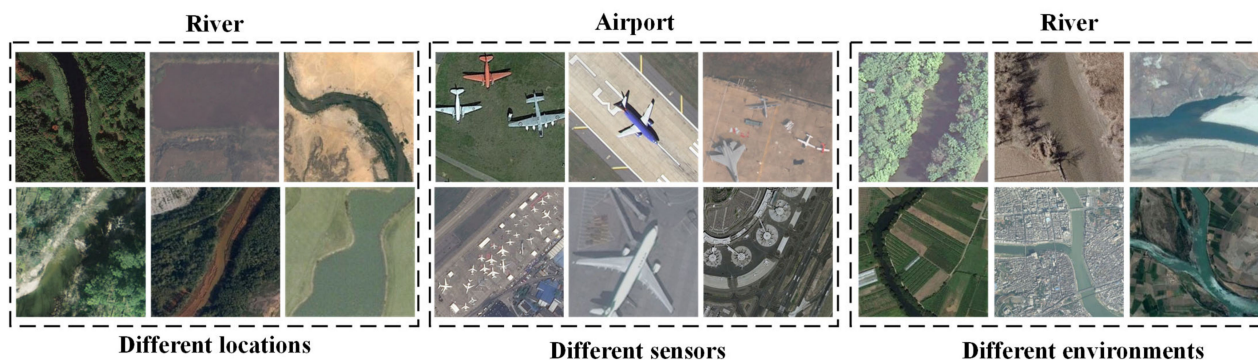 River
Airport
River
Different locations
Different sensors
Different environments